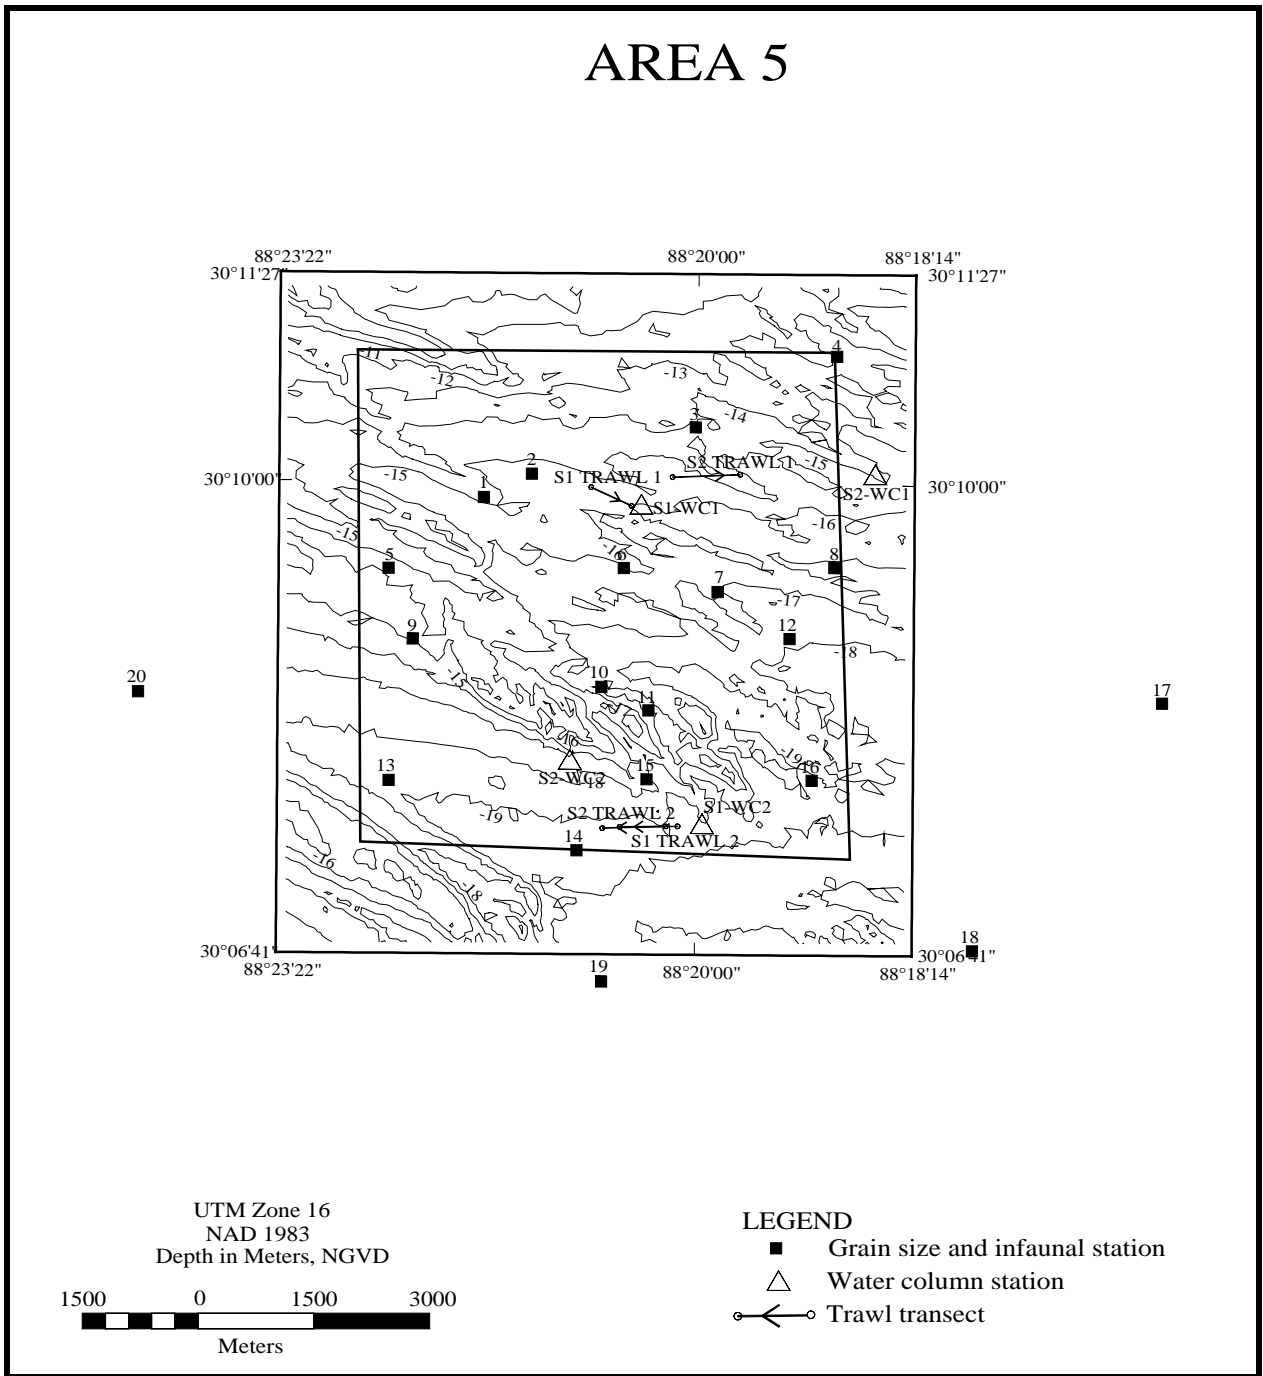 AREA 5
88°23'22"
88°20'00"
88°18'14"
30°11'27"
30°11'27"
4
-11
-12
-13
3
-14
2
S1 TRAWL 1
S2 TRAWL 1
-15
-15
30°10'00"
1
S2-WC1
30°10'00"
S1-WC1
-16
-15
5
-16
6
8
7
-17
9
12
-18
20
-15
10
17
-17
11
-16
-19
13
S2-WC2
15
16
-18
S1-WC2
-19
S2 TRAWL 2
14
S1 TRAWL 2
-16
-18
18
30°06'41"
30°06'41"
88°23'22"
19
88°20'00"
88°18'14"
UTM Zone 16
NAD 1983
Depth in Meters, NGVD
1500 0 1500 3000
Meters
LEGEND
Grain size and infaunal station
Water column station
Trawl transect